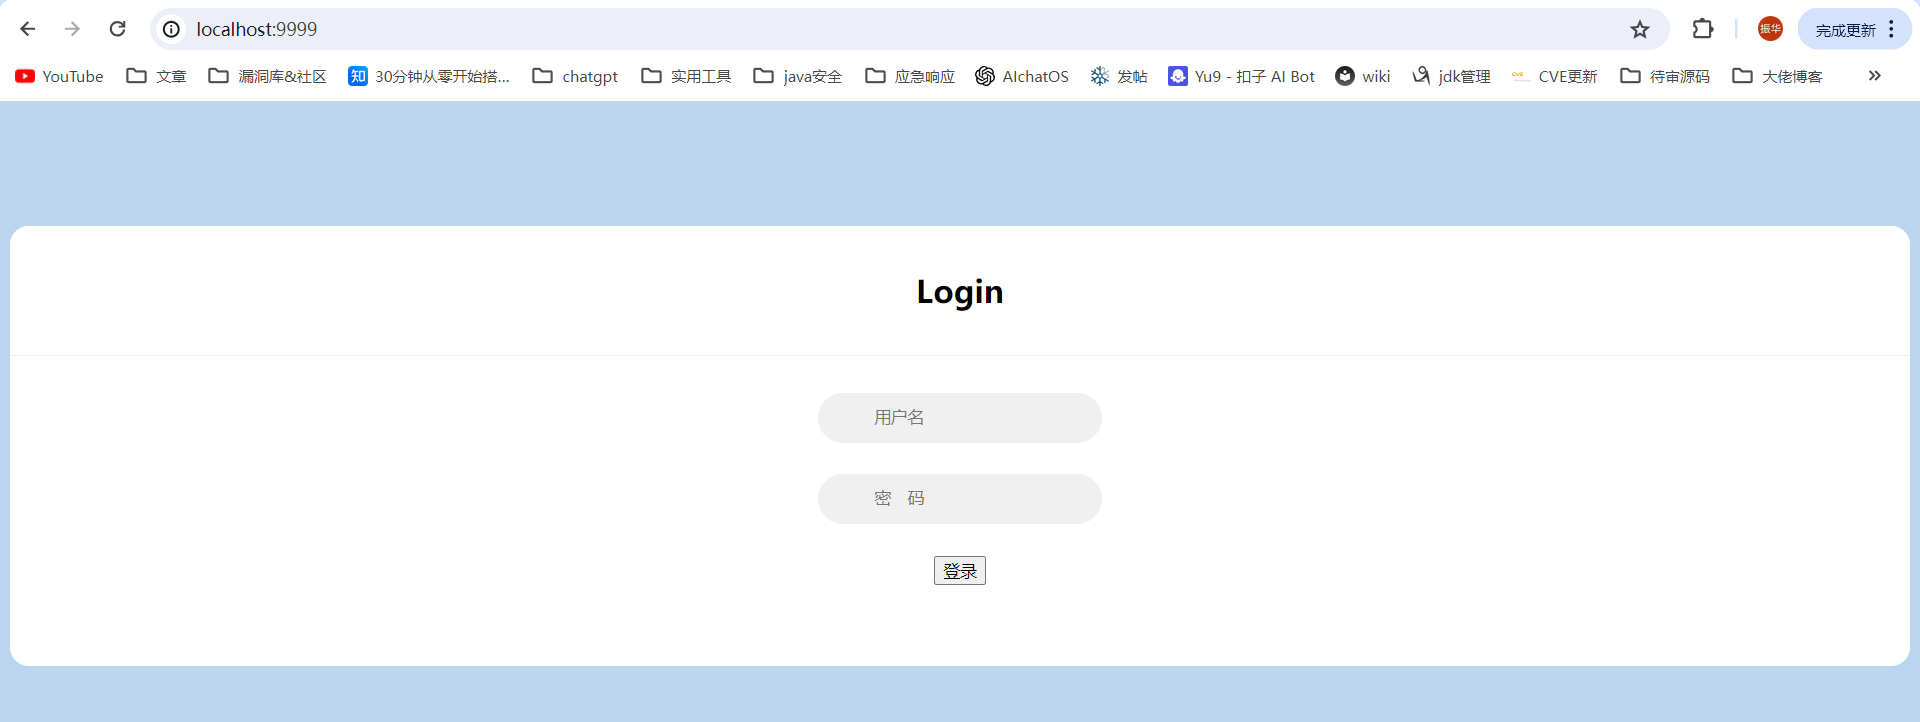 localhost:9999
振华
完成更新
YouTube 文章 漏洞库&社区 知 30分钟从零开始搭... chatgpt 实用工具 java安全 应急响应 AIchatOS 发帖 Yu9 - 扣子 AI Bot wiki jdk管理 CVE CVE更新 待审源码 大佬博客 »
Login
用户名
密 码
登录